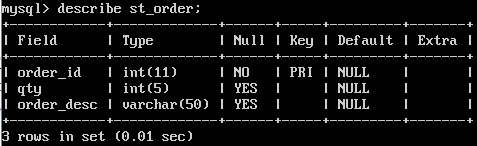 mysql> describe st_order;
+------------+-------------+------+-----+---------+-------+
| Field      | Type        | Null | Key | Default | Extra |
+------------+-------------+------+-----+---------+-------+
| order_id   | int(11)     | NO   | PRI | NULL    |       |
| qty        | int(5)      | YES  |     | NULL    |       |
| order_desc | varchar(50) | YES  |     | NULL    |       |
+------------+-------------+------+-----+---------+-------+
3 rows in set (0.01 sec)